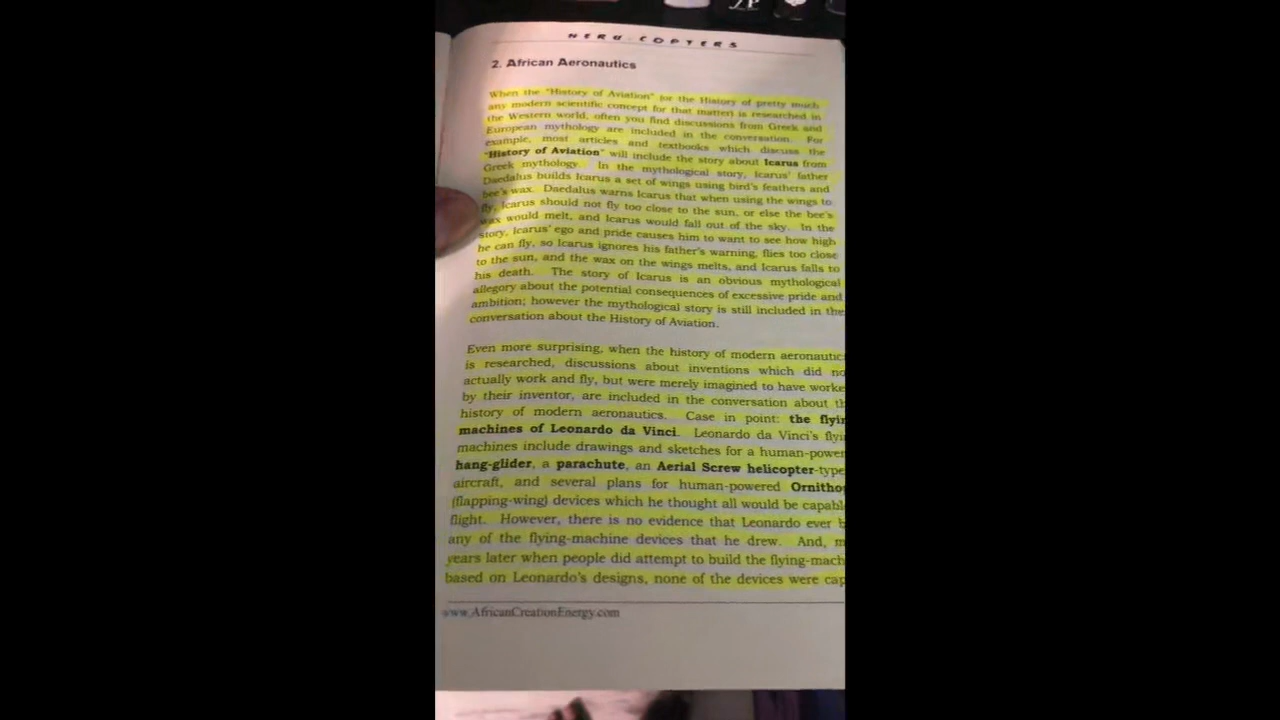 NERU-COPTERS
2. African Aeronautics
When the "History of Aviation" (or the History of pretty much
any modern scientific concept for that matter) is researched in
the Western world, often you find discussions from Greek and
European mythology are included in the conversation. For
example, most articles and textbooks which discuss the
"History of Aviation" will include the story about Icarus from
Greek mythology. In the mythological story, Icarus' father
Daedalus builds Icarus a set of wings using bird's feathers and
bee's wax. Daedalus warns Icarus that when using the wings to
fly, Icarus should not fly too close to the sun, or else the bee's
wax would melt, and Icarus would fall out of the sky. In the
story, Icarus' ego and pride causes him to want to see how high
he can fly, so Icarus ignores his father's warning, flies too close
to the sun, and the wax on the wings melts, and Icarus falls to
his death. The story of Icarus is an obvious mythological
allegory about the potential consequences of excessive pride and
ambition; however the mythological story is still included in the
conversation about the History of Aviation.
Even more surprising, when the history of modern aeronautic
is researched, discussions about inventions which did no
actually work and fly, but were merely imagined to have worke
by their inventor, are included in the conversation about th
history of modern aeronautics. Case in point: the flyin
machines of Leonardo da Vinci. Leonardo da Vinci's flyi
machines include drawings and sketches for a human-power
hang-glider, a parachute, an Aerial Screw helicopter-type
aircraft, and several plans for human-powered Ornitho
(flapping-wing) devices which he thought all would be capabl
flight. However, there is no evidence that Leonardo ever b
any of the flying-machine devices that he drew. And, m
years later when people did attempt to build the flying-mach
based on Leonardo's designs, none of the devices were cap
www.AfricanCreationEnergy.com